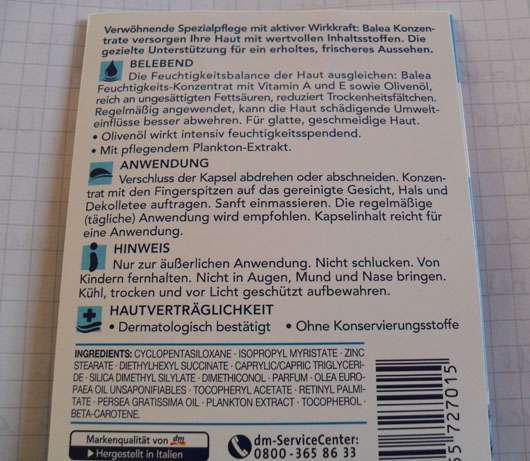 Verwöhnende Spezialpflege mit aktiver Wirkkraft: Balea Konzen-
trate versorgen Ihre Haut mit wertvollen Inhaltsstoffen. Die
gezielte Unterstützung für ein erholtes, frischeres Aussehen.
BELEBEND
Die Feuchtigkeitsbalance der Haut ausgleichen: Balea
Feuchtigkeits-Konzentrat mit Vitamin A und E sowie Olivenöl,
reich an ungesättigten Fettsäuren, reduziert Trockenheitsfältchen.
Regelmäßig angewendet, kann die Haut schädigende Umwelt-
einflüsse besser abwehren. Für glatte, geschmeidige Haut.
• Olivenöl wirkt intensiv feuchtigkeitsspendend.
• Mit pflegendem Plankton-Extrakt.
ANWENDUNG
Verschluss der Kapsel abdrehen oder abschneiden. Konzen-
trat mit den Fingerspitzen auf das gereinigte Gesicht, Hals und
Dekolletee auftragen. Sanft einmassieren. Die regelmäßige
(tägliche) Anwendung wird empfohlen. Kapselinhalt reicht für
eine Anwendung.
HINWEIS
Nur zur äußerlichen Anwendung. Nicht schlucken. Von
Kindern fernhalten. Nicht in Augen, Mund und Nase bringen.
Kühl, trocken und vor Licht geschützt aufbewahren.
HAUTVERTRÄGLICHKEIT
• Dermatologisch bestätigt • Ohne Konservierungsstoffe
INGREDIENTS: CYCLOPENTASILOXANE · ISOPROPYL MYRISTATE · ZINC
STEARATE · DIETHYLHEXYL SUCCINATE · CAPRYLIC/CAPRIC TRIGLYCERI-
DE · SILICA DIMETHYL SILYLATE · DIMETHICONOL · PARFUM · OLEA EURO-
PAEA OIL UNSAPONIFIABLES · TOCOPHERYL ACETATE · RETINYL PALMI-
TATE · PERSEA GRATISSIMA OIL · PLANKTON EXTRACT · TOCOPHEROL ·
BETA-CAROTENE.
Markenqualität von dm
Hergestellt in Italien
dm-ServiceCenter:
0800-365 86 33
65 727015